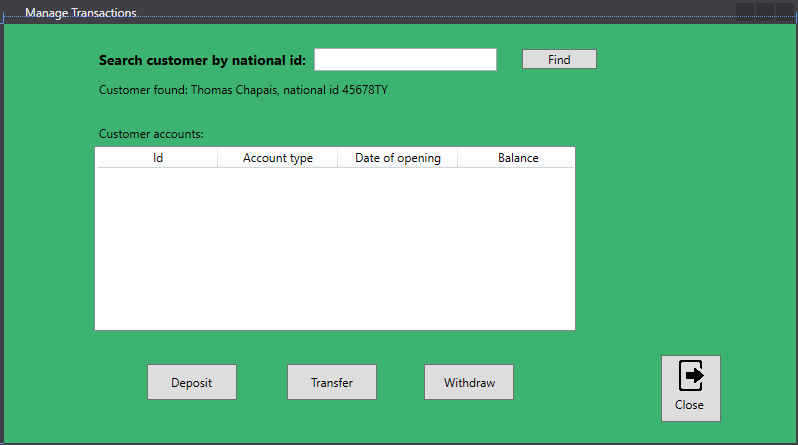 Manage Transactions
Search customer by national id: Find
Customer found: Thomas Chapais, national id 45678TY
Customer accounts:
Id Account type Date of opening Balance
Deposit Transfer Withdraw
Close